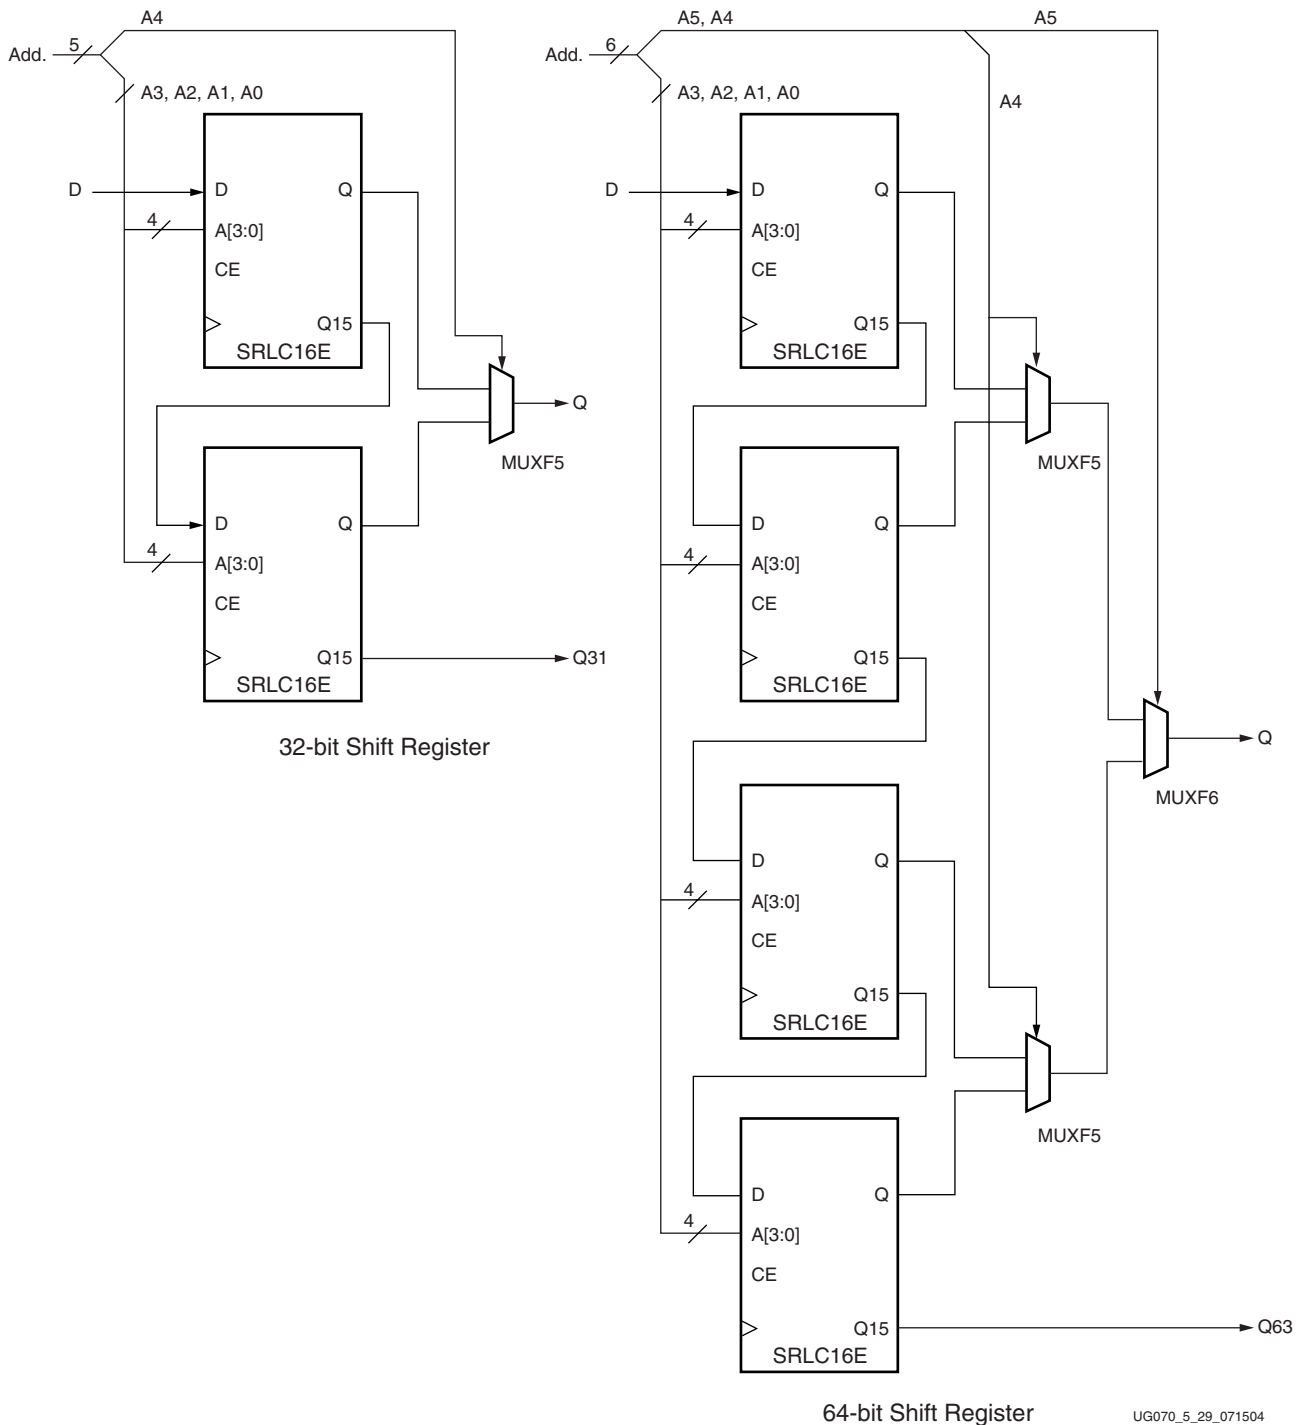 A4
5
Add.
A3, A2, A1, A0
D
D
Q
4
A[3:0]
CE
Q15
SRLC16E
Q
MUXF5
D
Q
4
A[3:0]
CE
Q15
Q31
SRLC16E
32-bit Shift Register
A5, A4
A5
6
Add.
A3, A2, A1, A0
A4
D
D
Q
4
A[3:0]
CE
Q15
SRLC16E
MUXF5
D
Q
4
A[3:0]
CE
Q15
SRLC16E
Q
MUXF6
D
Q
4
A[3:0]
CE
Q15
SRLC16E
MUXF5
D
Q
4
A[3:0]
CE
Q15
Q63
SRLC16E
64-bit Shift Register
UG070_5_29_071504